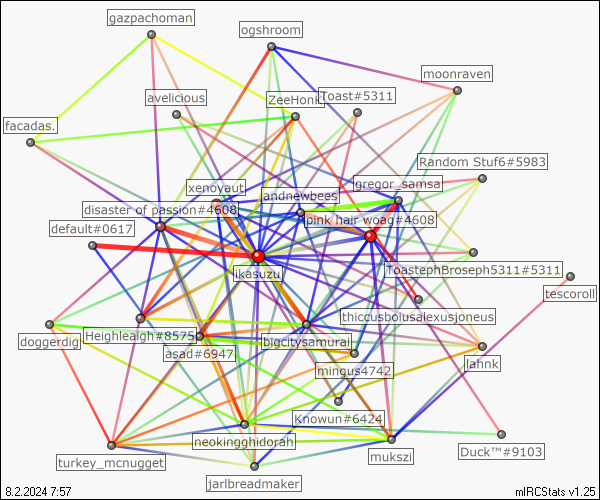 gazpachoman
ogshroom
moonraven
avelicious
ZeeHonk
Toast#5311
facadas.
Random Stuf6#5983
xenoyaut
andnewbees
gregor_samsa
disaster of passion#4608
pink hair woag#4608
default#0617
ikasuzu
ToastephBroseph5311#5311
tescoroll
thiccusbousalexusjoneus
Heighleaigh#8575
bigcitysamurai
doggerdig
asad#6947
lahnk
mingus4742
Knowun#6424
neokingghidorah
Duck™#9103
turkey_mcnugget
mukszi
jarlbreadmaker
8.2.2024 7:57
mIRCStats v1.25